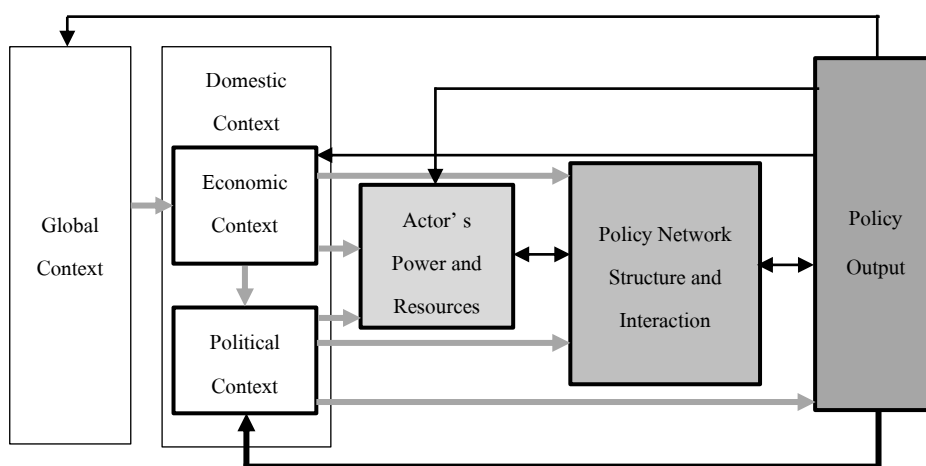 Global
Context
Domestic
Context
Economic
Context
Political
Context
Actor’ s
Power and
Resources
Policy Network
Structure and
Interaction
Policy
Output